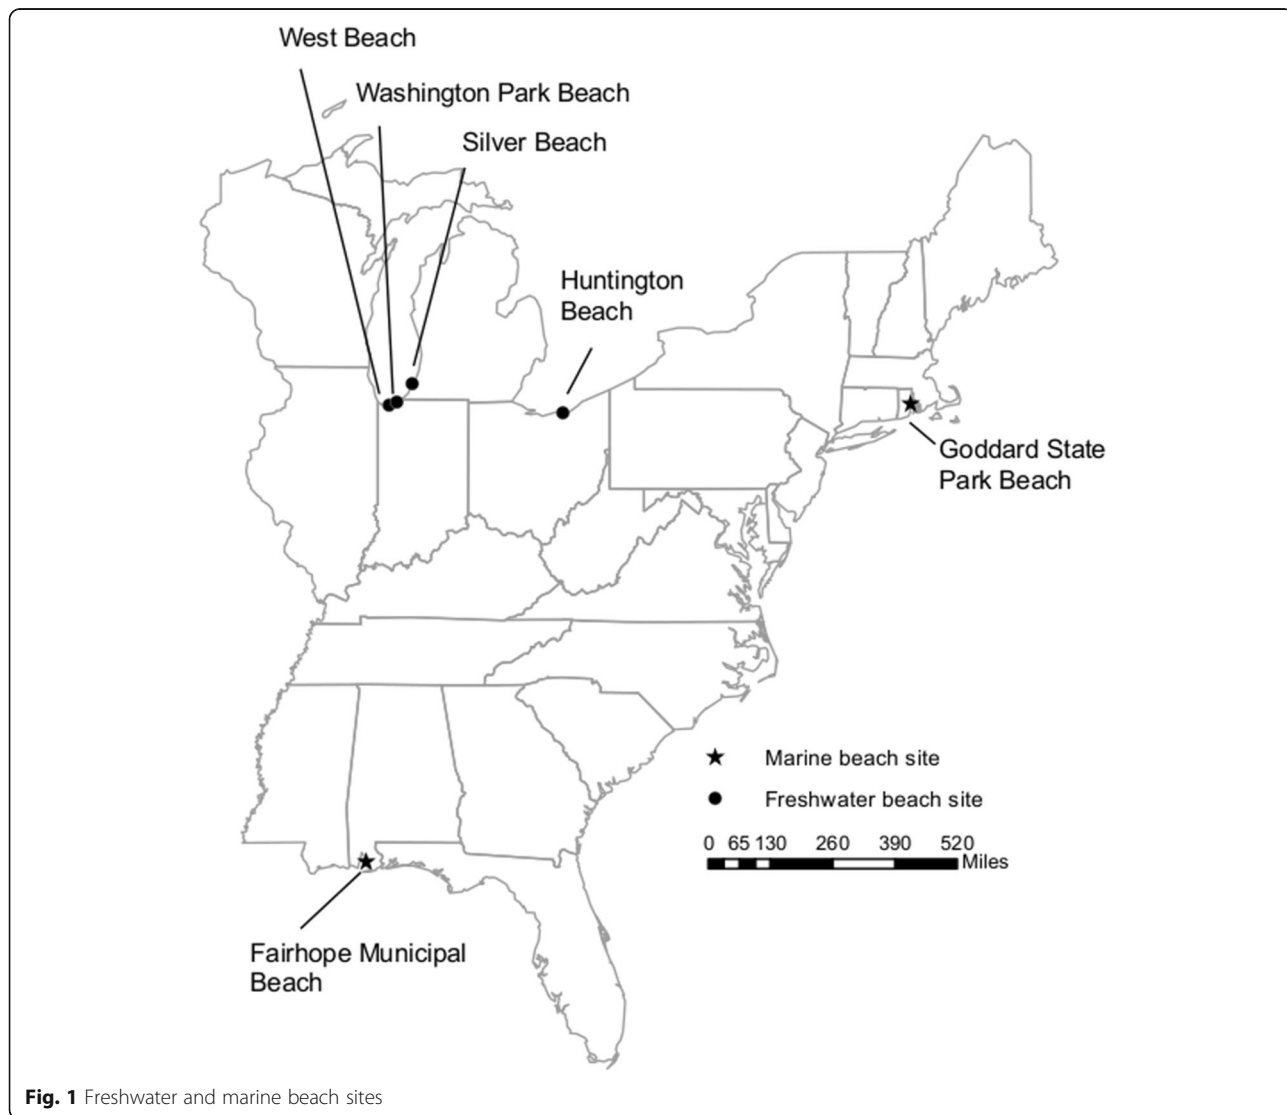 West Beach
Washington Park Beach
Silver Beach
Huntington
Beach
Goddard State
Park Beach
Marine beach site
Freshwater beach site
0 65 130 260 390 520
Miles
Fairhope Municipal
Beach
Fig. 1 Freshwater and marine beach sites